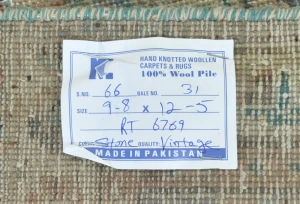 K
HAND KNOTTED WOOLLEN
CARPETS & RUGS
100% Wool Pile
S.NO. 66 BALE NO. 31
SIZE 9-8 x 12-5
RT 6769
Stone QUALITY: Vintage
MADE IN PAKISTAN